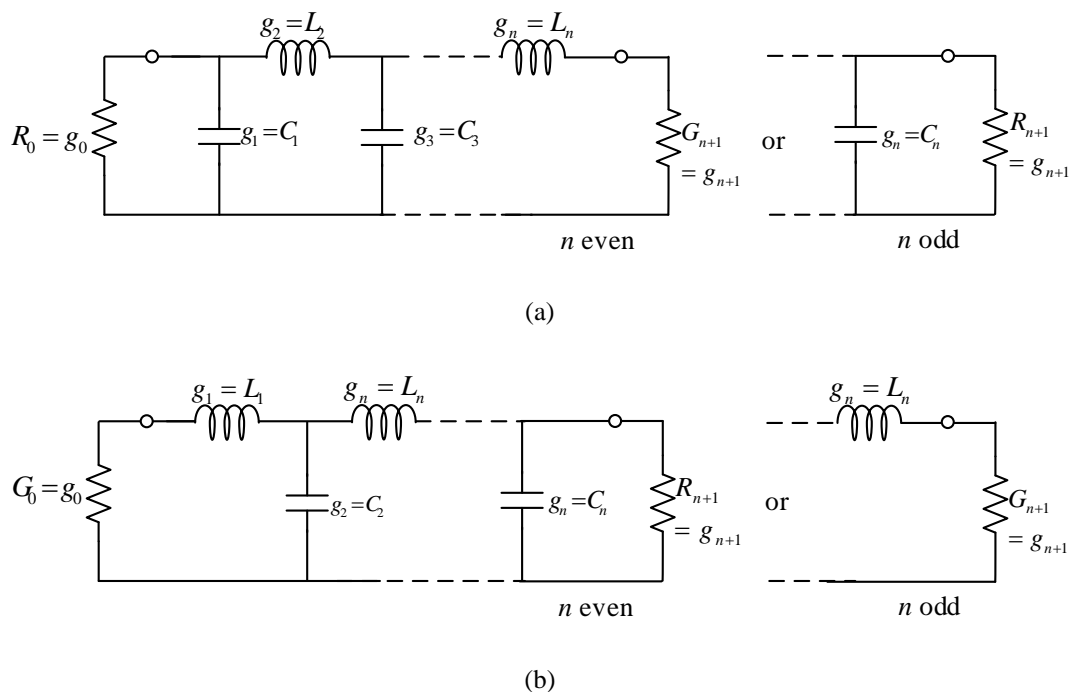 g₂ = L₂
gₙ = Lₙ
R₀ = g₀
g₁ = C₁
g₃ = C₃
Gₙ₊₁
= gₙ₊₁
or
gₙ = Cₙ
Rₙ₊₁
= gₙ₊₁
n even
n odd
(a)
g₁ = L₁
gₙ = Lₙ
gₙ = Lₙ
G₀ = g₀
g₂ = C₂
gₙ = Cₙ
Rₙ₊₁
= gₙ₊₁
or
Gₙ₊₁
= gₙ₊₁
n even
n odd
(b)